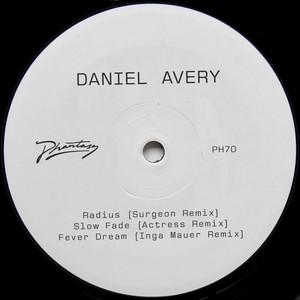 DANIEL AVERY
Phantasy
PH70
Radius [Surgeon Remix]
Slow Fade [Actress Remix]
Fever Dream [Inga Mauer Remix]